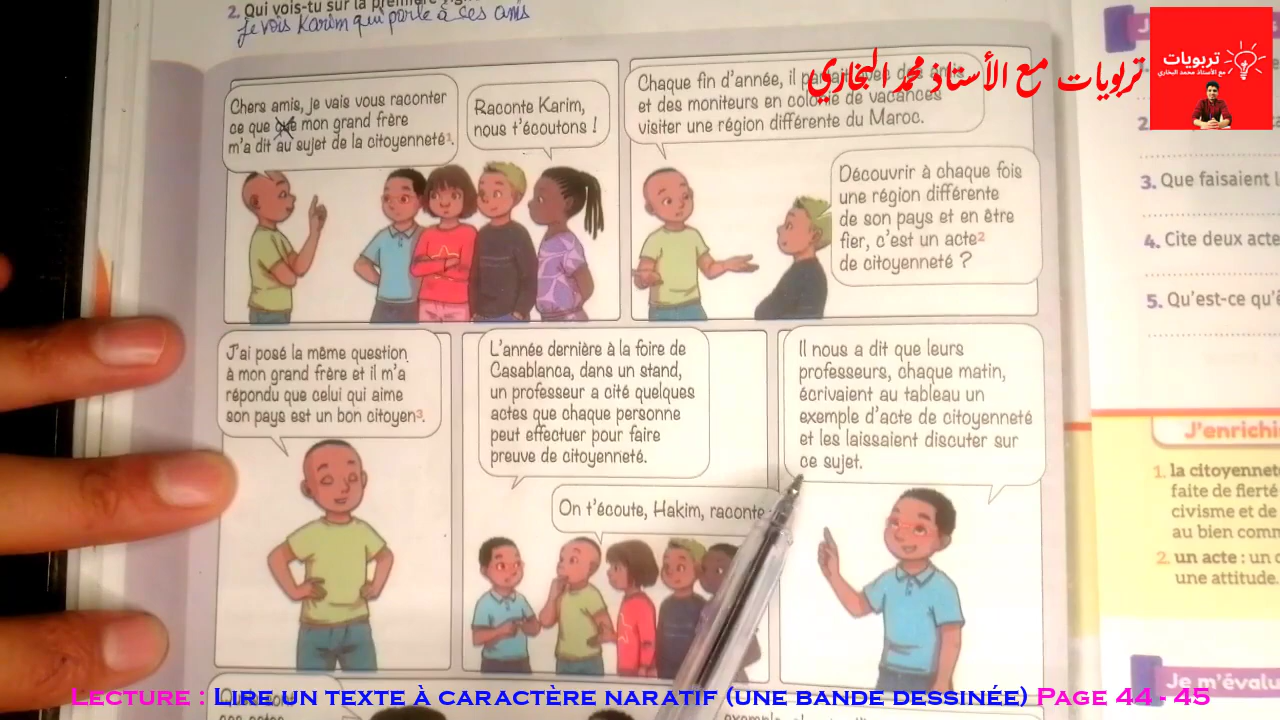 2. Qui vois-tu sur la première
je vois Karim qui parle à ses amis
Chers amis, je vais vous raconter
ce que que mon grand frère
m'a dit au sujet de la citoyenneté¹.
Raconte Karim,
nous t'écoutons !
Chaque fin d'année, il partait avec des amis
et des moniteurs en colonie de vacances
visiter une région différente du Maroc.
Découvrir à chaque fois
une région différente
de son pays et en être
fier, c'est un acte²
de citoyenneté ?
J'ai posé la même question
à mon grand frère et il m'a
répondu que celui qui aime
son pays est un bon citoyen³.
L'année dernière à la foire de
Casablanca, dans un stand,
un professeur a cité quelques
actes que chaque personne
peut effectuer pour faire
preuve de citoyenneté.
On t'écoute, Hakim, raconte
Il nous a dit que leurs
professeurs, chaque matin,
écrivaient au tableau un
exemple d'acte de citoyenneté
et les laissaient discuter sur
ce sujet.
تربويات مع الأستاذ محمد البخاري
تربويات
مع الأستاذ محمد البخاري
2.
3. Que faisaient l
4. Cite deux acte
5. Qu'est-ce qu'ê
J'enrichi
1. la citoyennet
faite de fierté
civisme et de
au bien comm
2. un acte : un
une attitude.
Je m'évalu
Lecture : Lire un texte à caractère naratif (une bande dessinée) Page 44 - 45